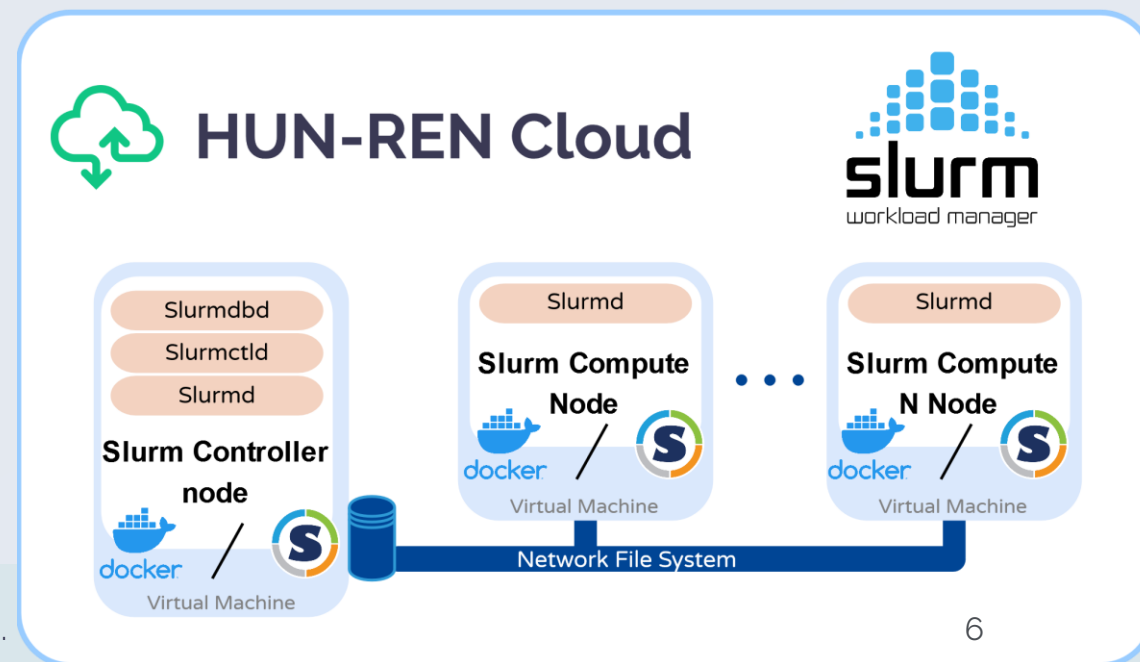 HUN-REN Cloud
slurm
workload manager
Slurmdbd
Slurmctld
Slurmd
Slurm Controller
node
docker
S
Virtual Machine
Slurmd
Slurm Compute
Node
docker
S
Virtual Machine
Slurmd
Slurm Compute
N Node
docker
S
Virtual Machine
Network File System
6